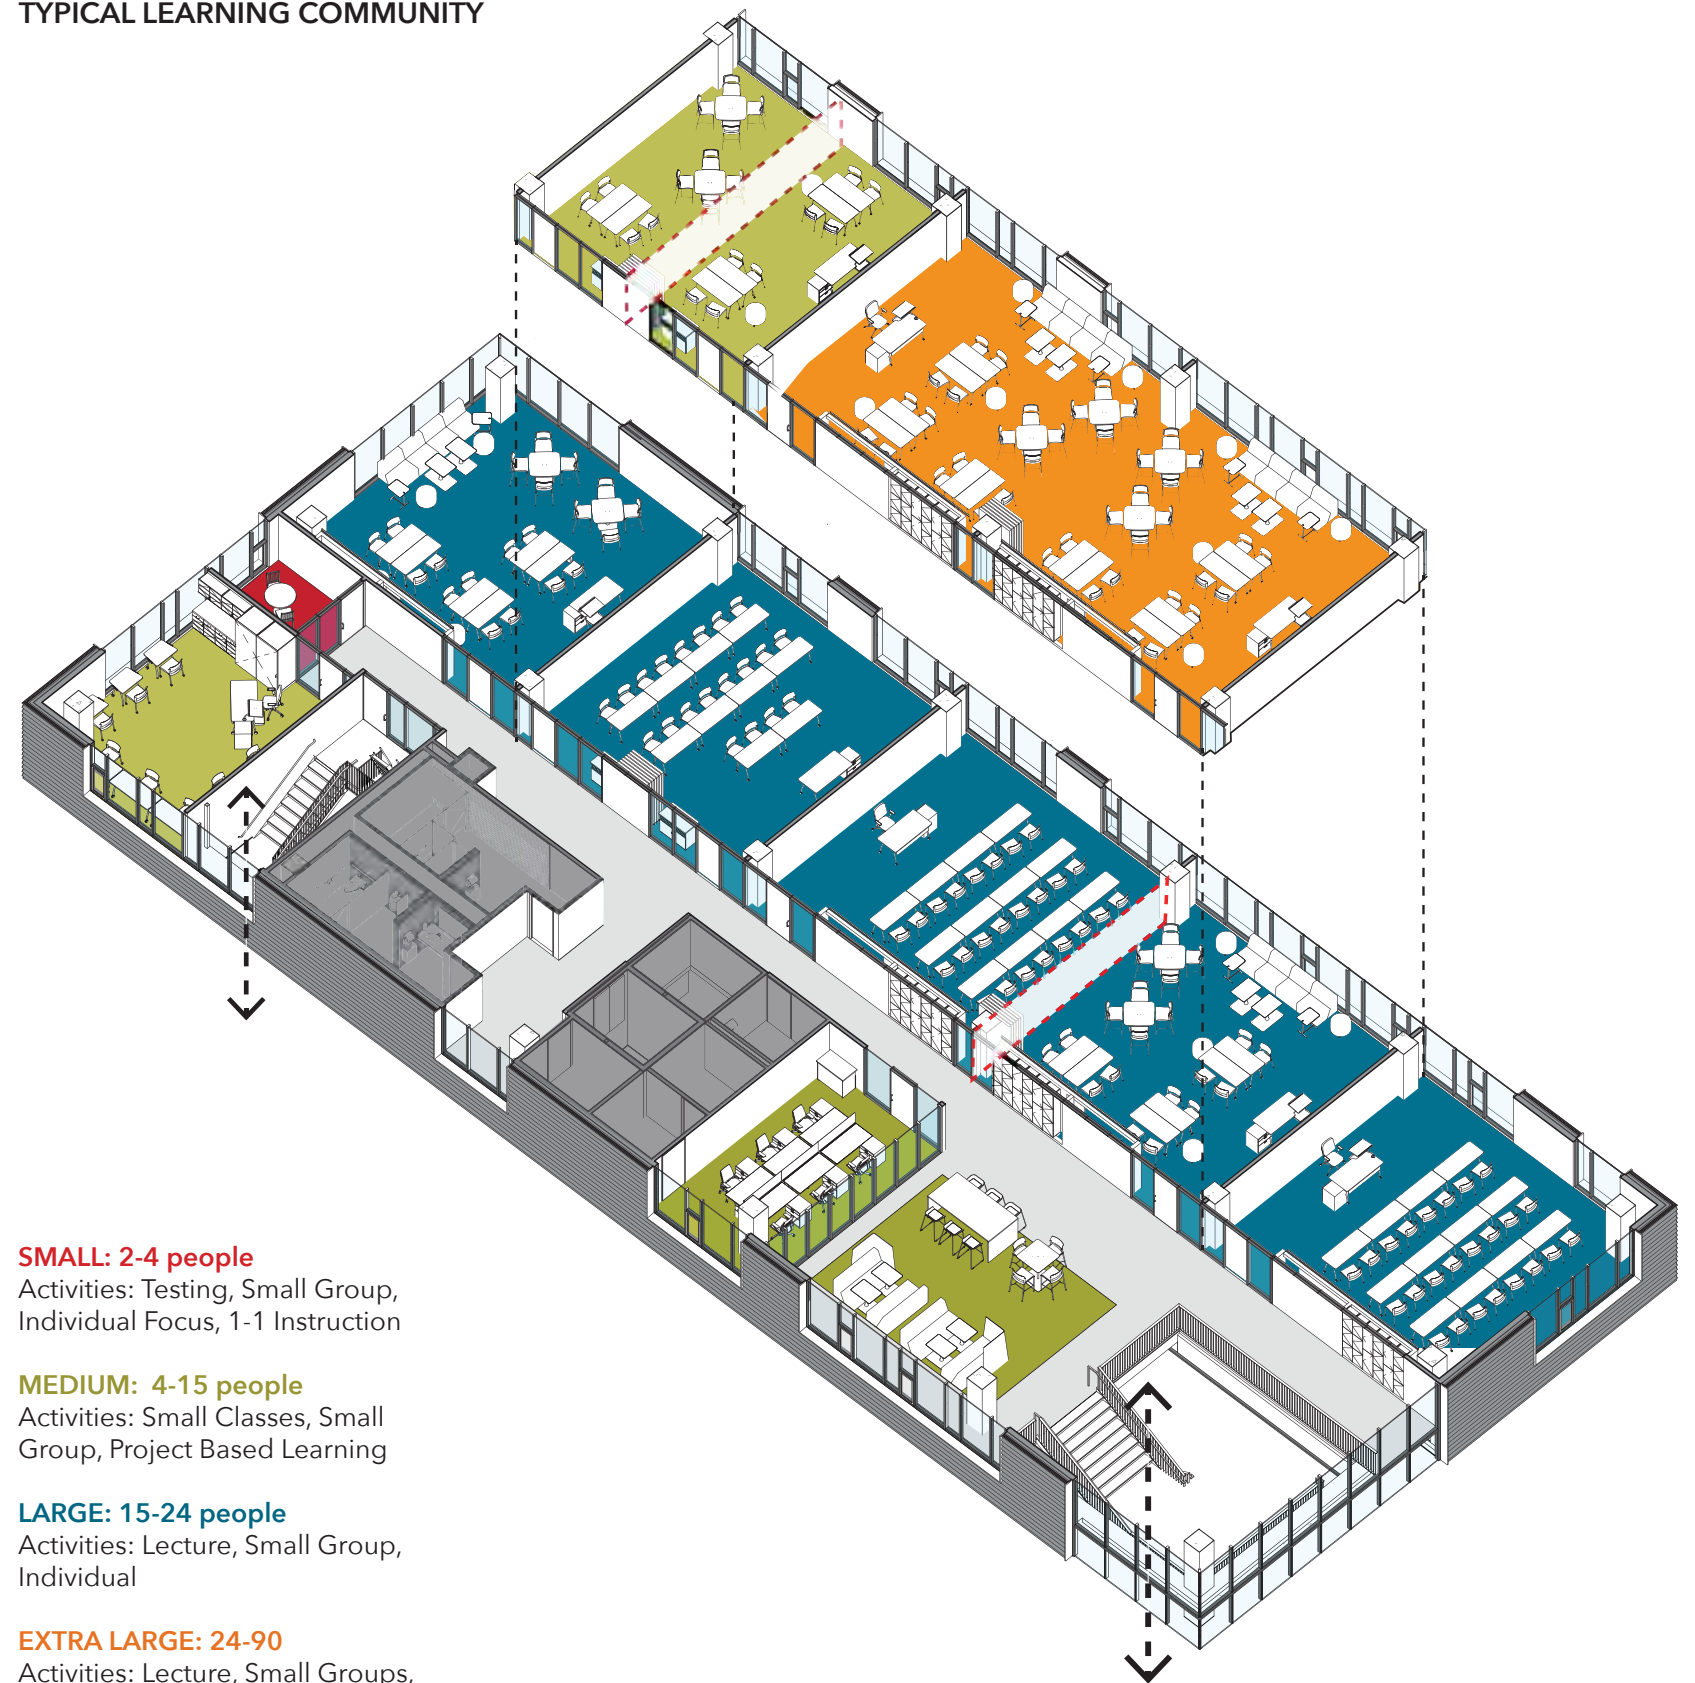 TYPICAL LEARNING COMMUNITY
SMALL: 2-4 people
Activities: Testing, Small Group,
Individual Focus, 1-1 Instruction
MEDIUM:  4-15 people
Activities: Small Classes, Small
Group, Project Based Learning
LARGE: 15-24 people
Activities: Lecture, Small Group,
Individual
EXTRA LARGE: 24-90
Activities: Lecture, Small Groups,